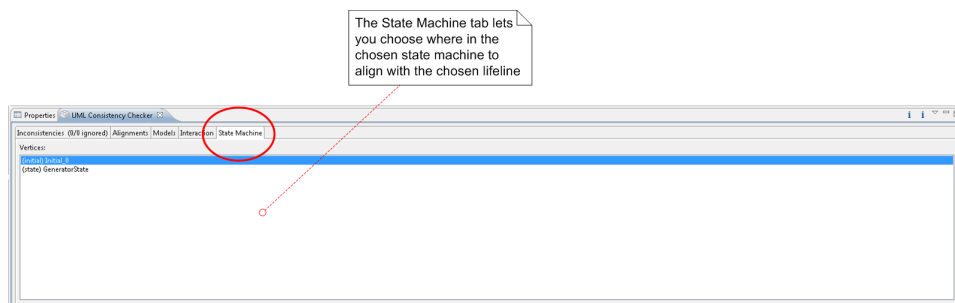 The State Machine tab lets
you choose where in the
chosen state machine to
align with the chosen lifeline
Properties UML Consistency Checker
Inconsistencies (0/0 ignored) Alignments Models Interaction State Machine
Vertices:
(initial) Initial_0
(state) GeneratorState